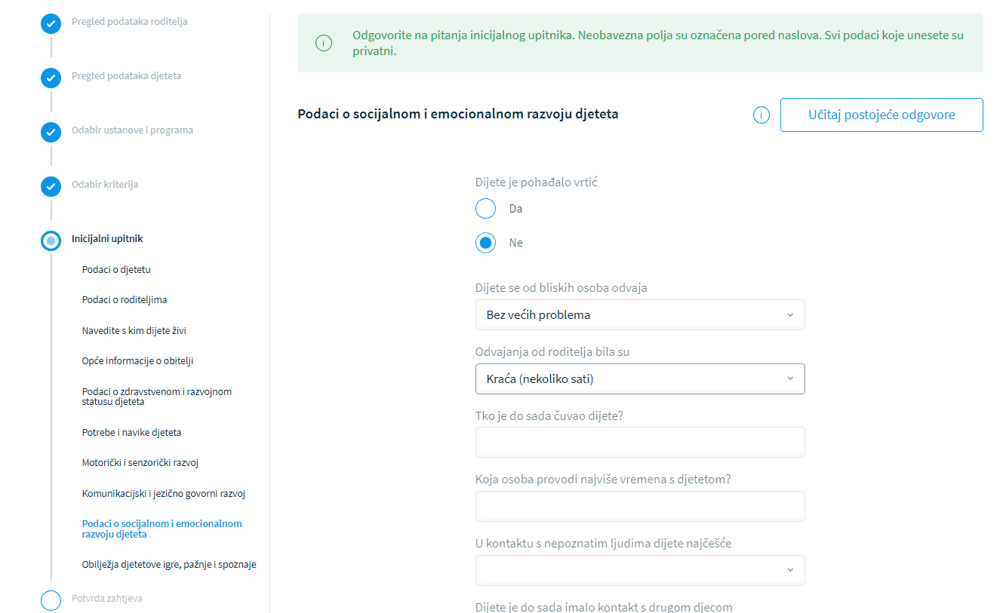 Pregled podataka roditelja
Pregled podataka djeteta
Odabir ustanove i programa
Odabir kriterija
Inicijalni upitnik
Podaci o djetetu
Podaci o roditeljima
Navedite s kim dijete živi
Opće informacije o obitelji
Podaci o zdravstvenom i razvojnom
statusu djeteta
Potrebe i navike djeteta
Motorički i senzorički razvoj
Komunikacijski i jezično govorni razvoj
Podaci o socijalnom i emocionalnom
razvoju djeteta
Obilježja djetetove igre, pažnje i spoznaje
Potvrda zahtjeva
Odgovorite na pitanja inicijalnog upitnika. Neobavezna polja su označena pored naslova. Svi podaci koje unesete su
privatni.
Podaci o socijalnom i emocionalnom razvoju djeteta
Učitaj postojeće odgovore
Dijete je pohađalo vrtić
Da
Ne
Dijete se od bliskih osoba odvaja
Bez većih problema
Odvajanja od roditelja bila su
Kraća (nekoliko sati)
Tko je do sada čuvao dijete?
Koja osoba provodi najviše vremena s djetetom?
U kontaktu s nepoznatim ljudima dijete najčešće
Dijete je do sada imalo kontakt s drugom djecom